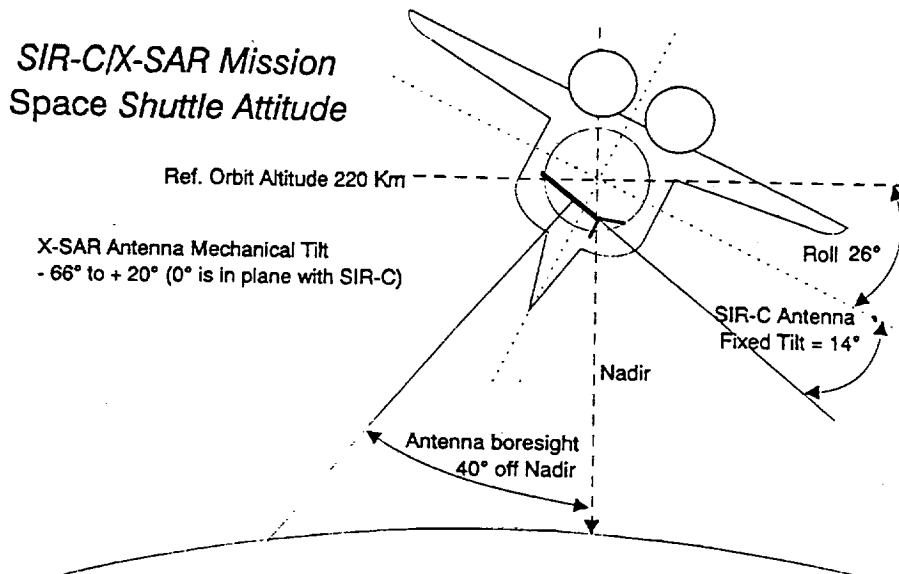 SIR-C/X-SAR Mission
Space Shuttle Attitude
Ref. Orbit Altitude 220 Km
X-SAR Antenna Mechanical Tilt
- 66° to + 20° (0° is in plane with SIR-C)
Roll 26°
SIR-C Antenna
Fixed Tilt = 14°
Nadir
Antenna boresight
40° off Nadir